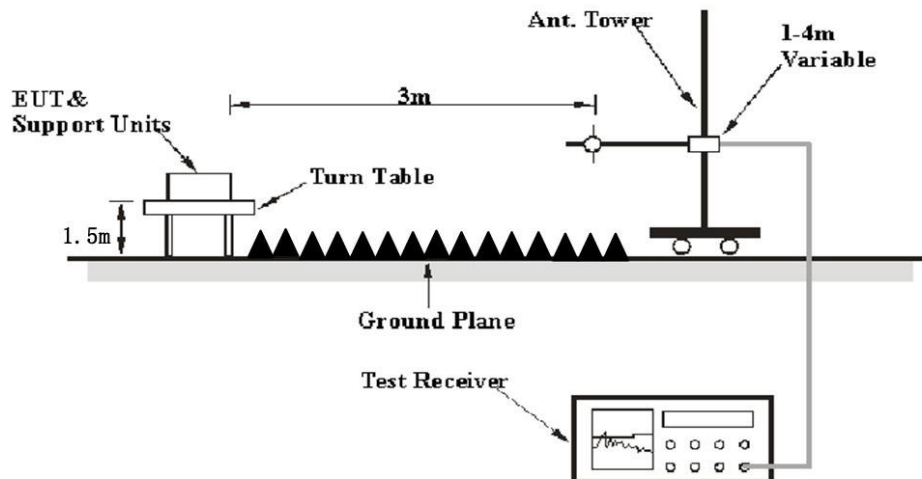 Ant. Tower
1-4m
Variable
EUT&
Support Units
3m
Turn Table
1.5m
Ground Plane
Test Receiver